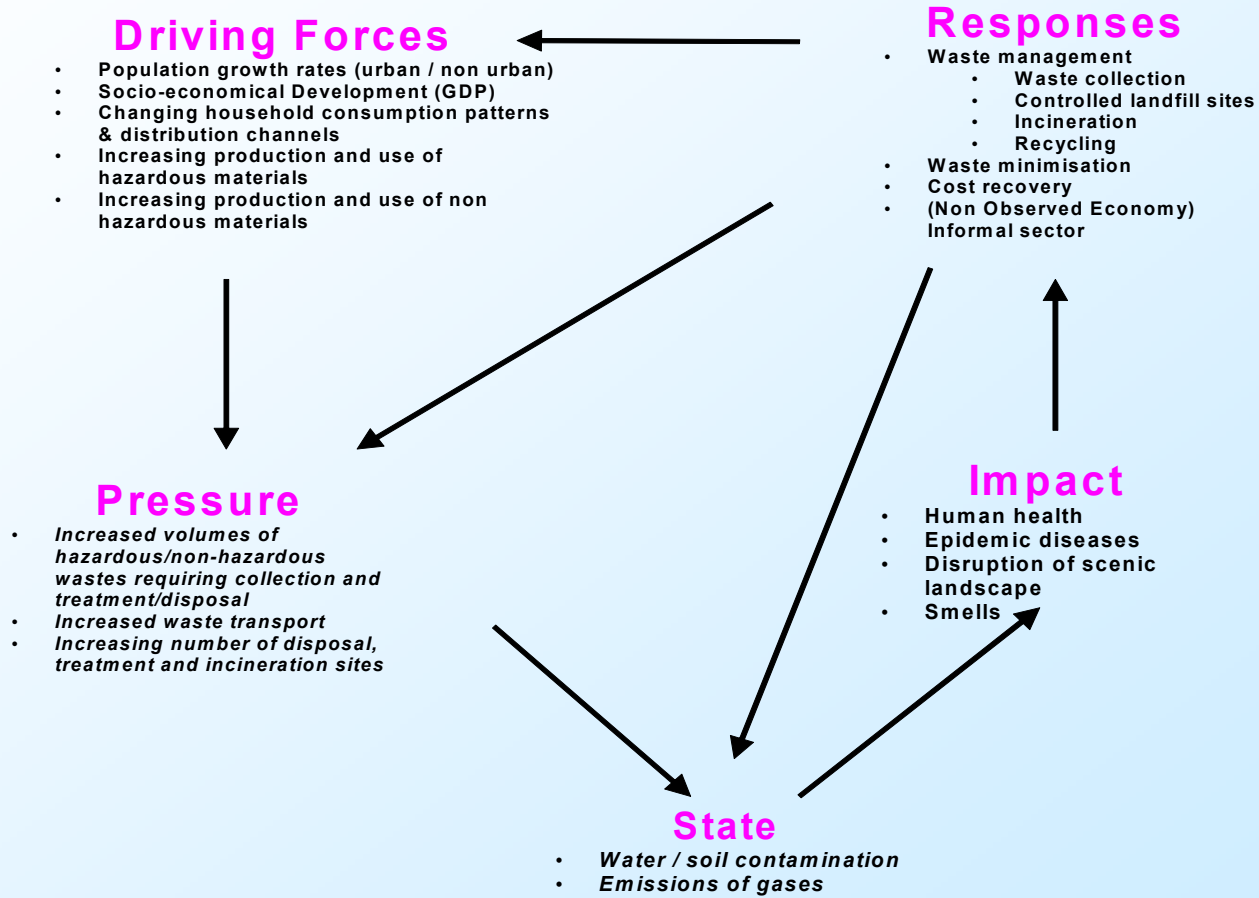 Driving Forces
• Population growth rates (urban / non urban)
• Socio-economical Development (GDP)
• Changing household consumption patterns
& distribution channels
• Increasing production and use of
hazardous materials
• Increasing production and use of non
hazardous materials
Responses
• Waste management
• Waste collection
• Controlled landfill sites
• Incineration
• Recycling
• Waste minimisation
• Cost recovery
• (Non Observed Economy)
Informal sector
Pressure
• Increased volumes of
hazardous/non-hazardous
wastes requiring collection and
treatment/disposal
• Increased waste transport
• Increasing number of disposal,
treatment and incineration sites
Impact
• Human health
• Epidemic diseases
• Disruption of scenic
landscape
• Smells
State
• Water / soil contamination
• Emissions of gases